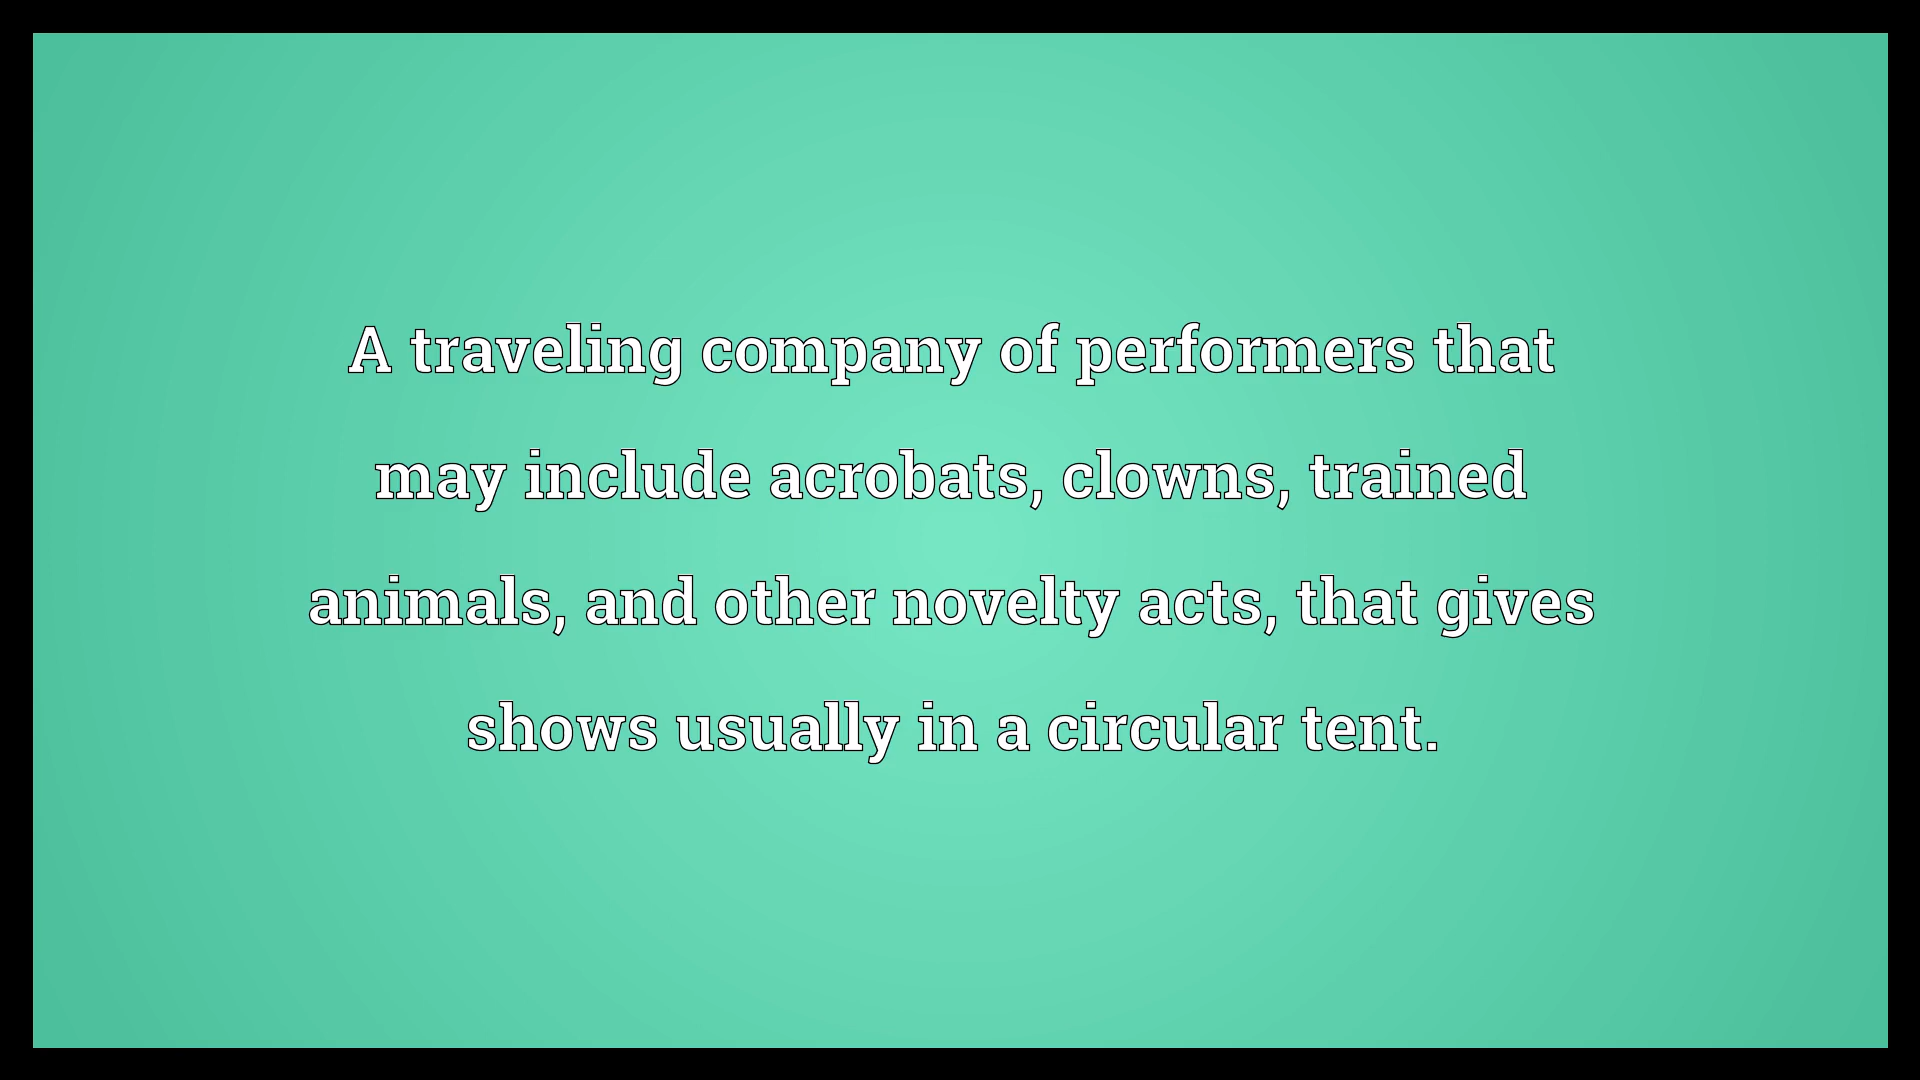 A traveling company of performers that
may include acrobats, clowns, trained
animals, and other novelty acts, that gives
shows usually in a circular tent.